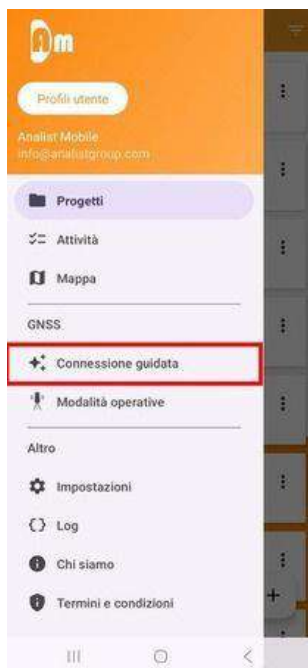 Am
Profili utente
Analist Mobile
info@analistgroup.com
Progetti
Attività
Mappa
GNSS
Connessione guidata
Modalità operative
Altro
Impostazioni
Log
Chi siamo
Termini e condizioni